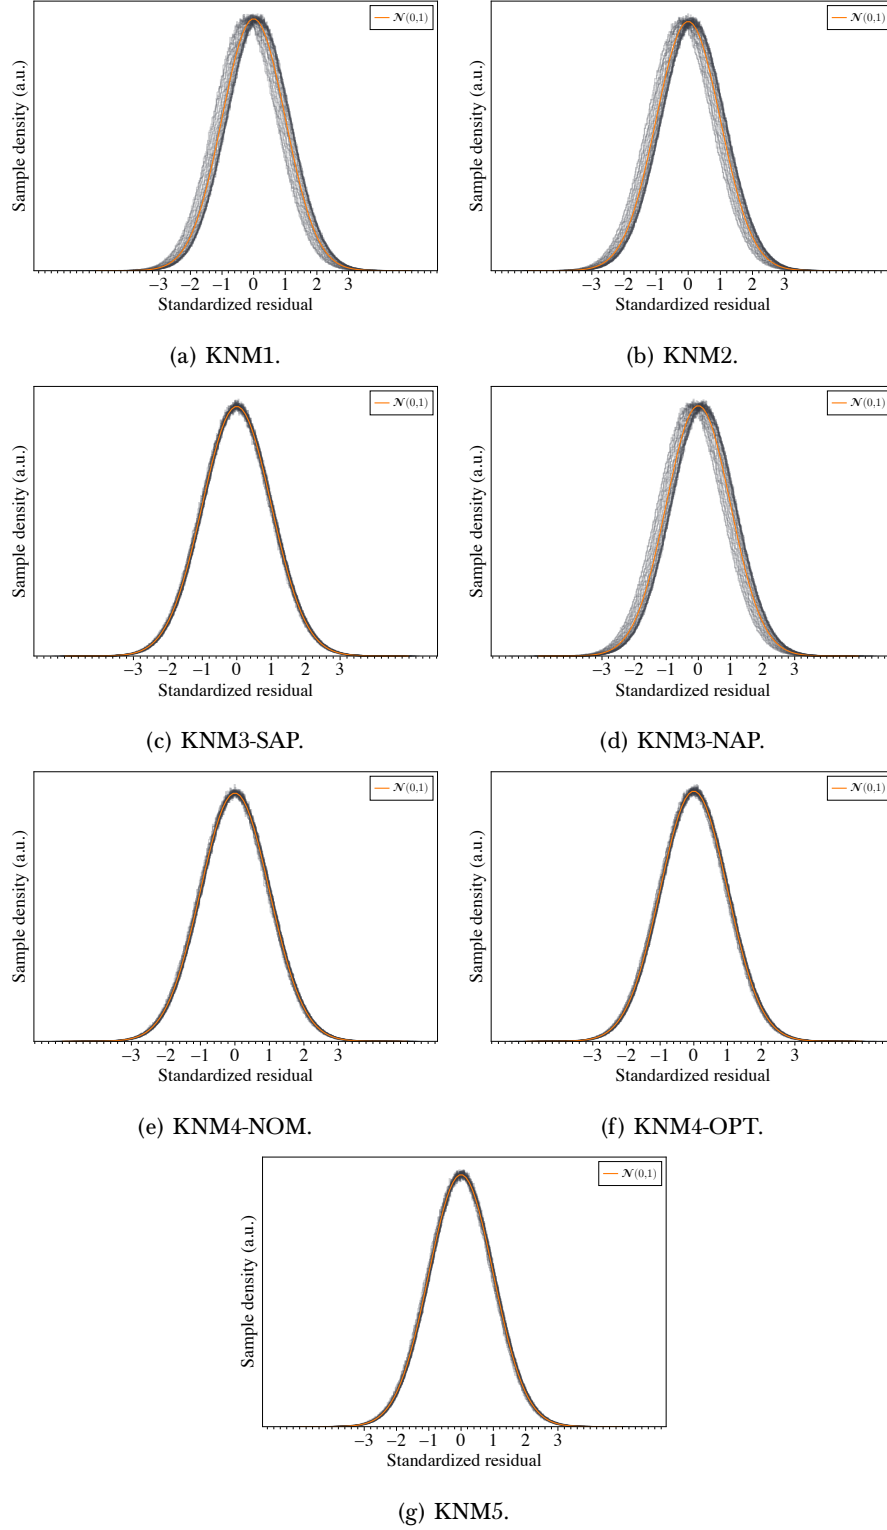 𝒩(0,1)
Sample density (a.u.)
−3 −2 −1 0 1 2 3
Standardized residual
(a) KNM1.
𝒩(0,1)
Sample density (a.u.)
−3 −2 −1 0 1 2 3
Standardized residual
(b) KNM2.
𝒩(0,1)
Sample density (a.u.)
−3 −2 −1 0 1 2 3
Standardized residual
(c) KNM3-SAP.
𝒩(0,1)
Sample density (a.u.)
−3 −2 −1 0 1 2 3
Standardized residual
(d) KNM3-NAP.
𝒩(0,1)
Sample density (a.u.)
−3 −2 −1 0 1 2 3
Standardized residual
(e) KNM4-NOM.
𝒩(0,1)
Sample density (a.u.)
−3 −2 −1 0 1 2 3
Standardized residual
(f) KNM4-OPT.
𝒩(0,1)
Sample density (a.u.)
−3 −2 −1 0 1 2 3
Standardized residual
(g) KNM5.